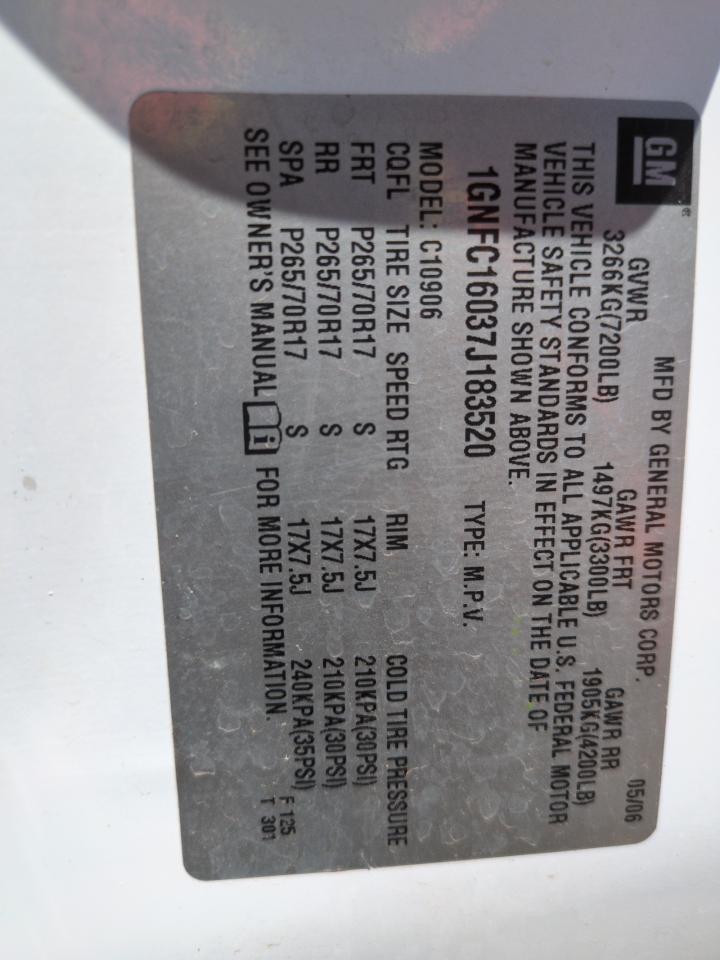 GM®
MFD BY GENERAL MOTORS CORP. 05/06
GVWR GAWR FRT GAWR RR
3266KG(7200LB) 1497KG(3300LB) 1905KG(4200LB)
THIS VEHICLE CONFORMS TO ALL APPLICABLE U.S. FEDERAL MOTOR
VEHICLE SAFETY STANDARDS IN EFFECT ON THE DATE OF
MANUFACTURE SHOWN ABOVE.
1GNFC16037J183520 TYPE: M.P.V.
MODEL: C10906
CQFL TIRE SIZE SPEED RTG RIM COLD TIRE PRESSURE
FRT P265/70R17 S 17X7.5J 210KPA(30PSI)
RR P265/70R17 S 17X7.5J 210KPA(30PSI)
SPA P265/70R17 S 17X7.5J 240KPA(35PSI)
SEE OWNER'S MANUAL i FOR MORE INFORMATION.
F 125
T 301